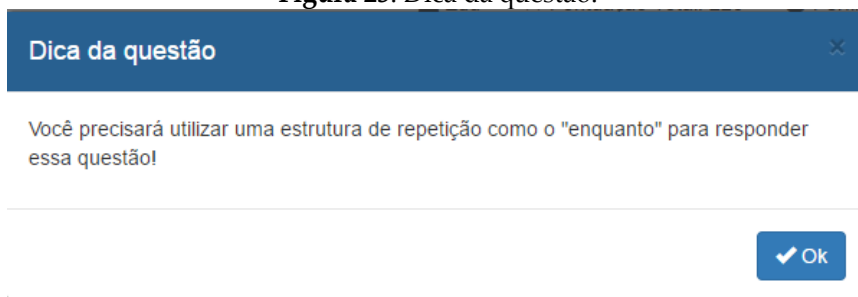 Dica da questão
×
Você precisará utilizar uma estrutura de repetição como o "enquanto" para responder
essa questão!
✔ Ok